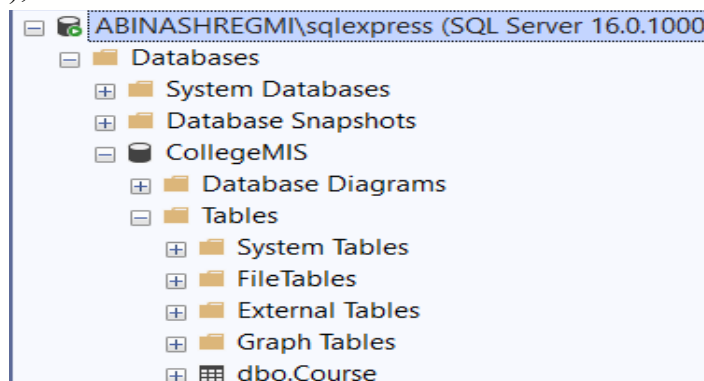 );
ABINASHREGMI\sqlexpress (SQL Server 16.0.1000
Databases
System Databases
Database Snapshots
CollegeMIS
Database Diagrams
Tables
System Tables
FileTables
External Tables
Graph Tables
dbo.Course